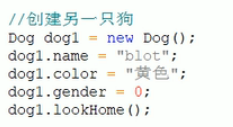 //创建另一只狗
Dog dog1 = new Dog();
dog1.name = "blot";
dog1.color = "黄色";
dog1.gender = 0;
dog1.lookHome();